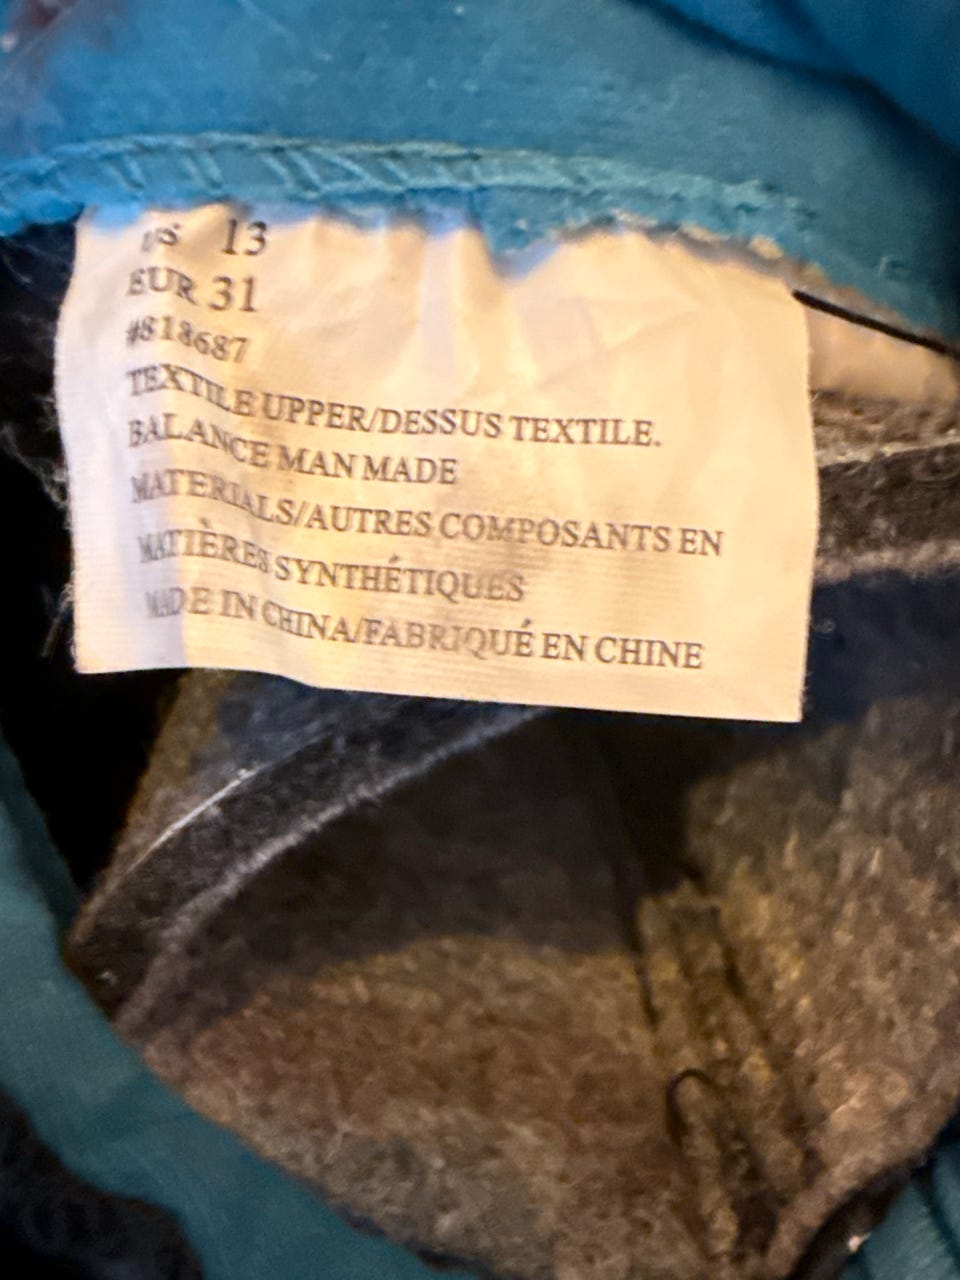 US 13
EUR 31
#818687
TEXTILE UPPER/DESSUS TEXTILE.
BALANCE MAN MADE
MATERIALS/AUTRES COMPOSANTS EN
MATIÈRES SYNTHÉTIQUES
MADE IN CHINA/FABRIQUÉ EN CHINE